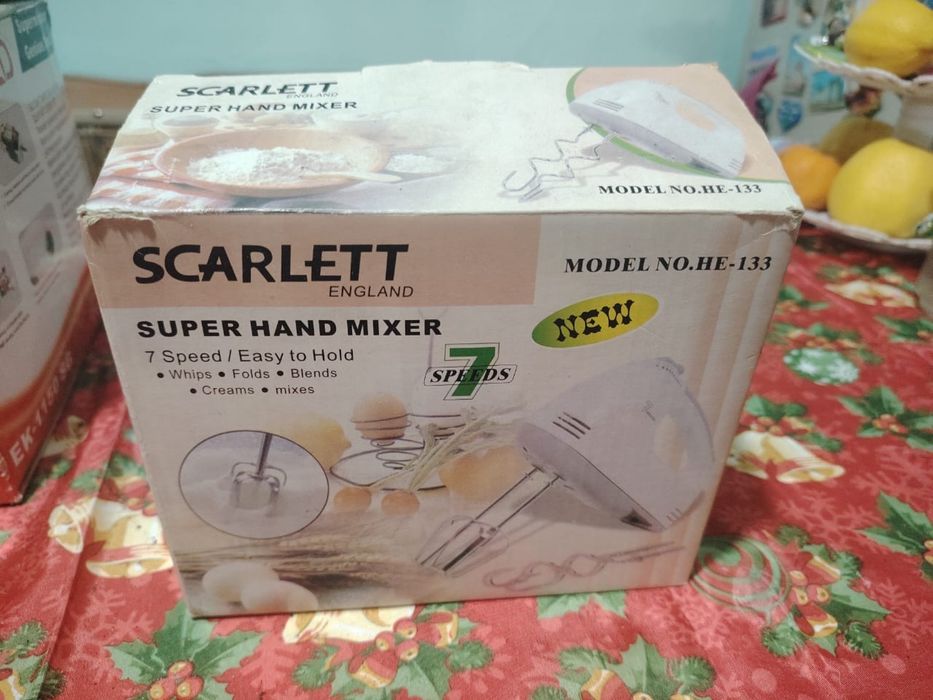 SCARLETT
ENGLAND
SUPER HAND MIXER
MODEL NO.HE-133
SCARLETT
ENGLAND
MODEL NO.HE-133
SUPER HAND MIXER
NEW
7 Speed / Easy to Hold
• Whips • Folds • Blends
• Creams • mixes
7
SPEEDS